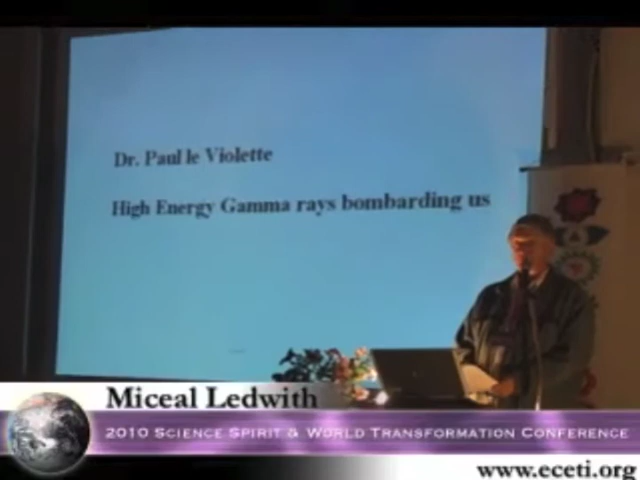 Dr. Paul le Violette
High Energy Gamma rays bombarding us
Miceal Ledwith
2010 Science Spirit & World Transformation Conference
www.eceti.org